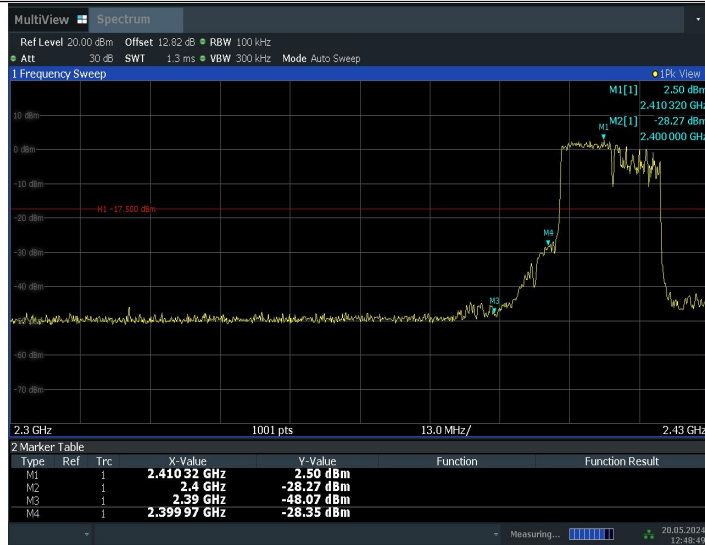 MultiView Spectrum
Ref Level 20.00 dBm Offset 12.82 dB RBW 100 kHz
Att 30 dB SWT 1.3 ms VBW 300 kHz Mode Auto Sweep
1 Frequency Sweep 1Pk View
M1[1] 2.50 dBm
2.410 320 GHz
10 dBm
M2[1] -28.27 dBm
M1
2.400 000 GHz
0 dBm
-10 dBm
H1 -17.500 dBm
-20 dBm
M4
-30 dBm
-40 dBm
M3
-60 dBm
-70 dBm
2.3 GHz 1001 pts 13.0 MHz/ 2.43 GHz
2 Marker Table
Type Ref Trc X-Value Y-Value Function Function Result
M1 1 2.410 32 GHz 2.50 dBm
M2 1 2.4 GHz -28.27 dBm
M3 1 2.39 GHz -48.07 dBm
M4 1 2.399 97 GHz -28.35 dBm
Measuring... 20.05.2024
12:48:49